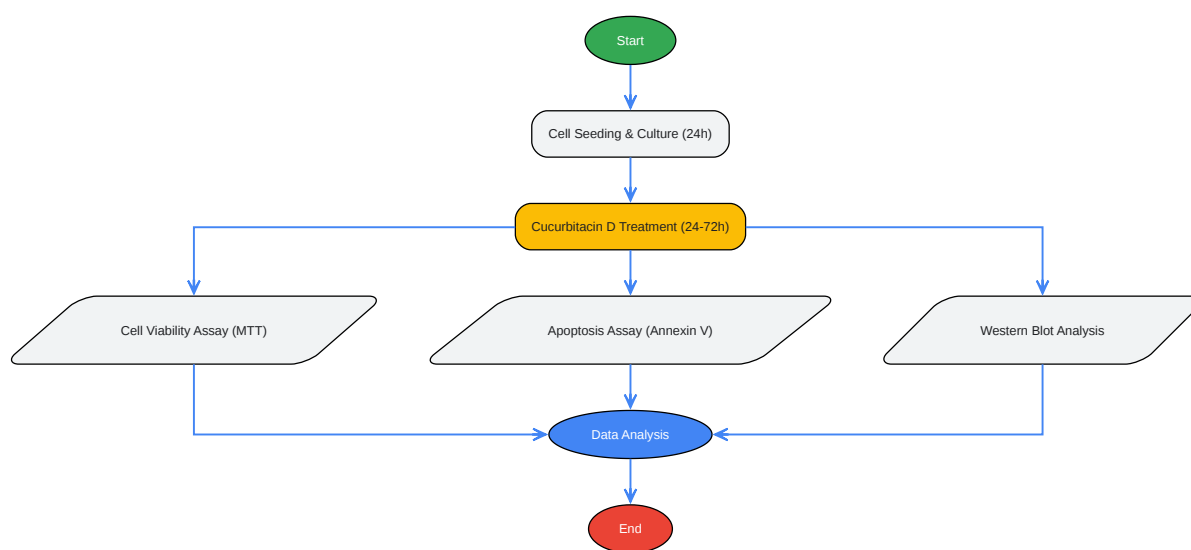 Start
Cell Seeding & Culture (24h)
Cucurbitacin D Treatment (24-72h)
Cell Viability Assay (MTT)
Apoptosis Assay (Annexin V)
Western Blot Analysis
Data Analysis
End